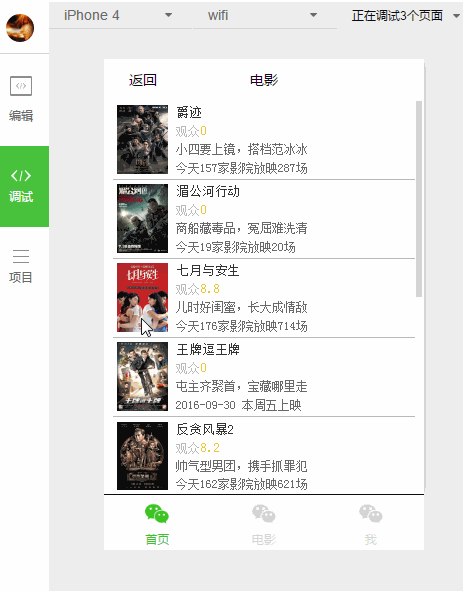 iPhone 4
wifi
正在调试3个页面
编辑
调试
项目
返回
电影
爵迹
观众0
小四要上镜，搭档范冰冰
今天157家影院放映287场
湄公河行动
观众0
商船藏毒品，冤屈难洗清
今天19家影院放映20场
七月与安生
观众8.8
儿时好闺蜜，长大成情敌
今天176家影院放映714场
王牌逗王牌
观众0
屯主齐聚首，宝藏哪里走
2016-09-30 本周五上映
反贪风暴2
观众8.2
帅气型男团，携手抓罪犯
今天162家影院放映621场
首页
电影
我